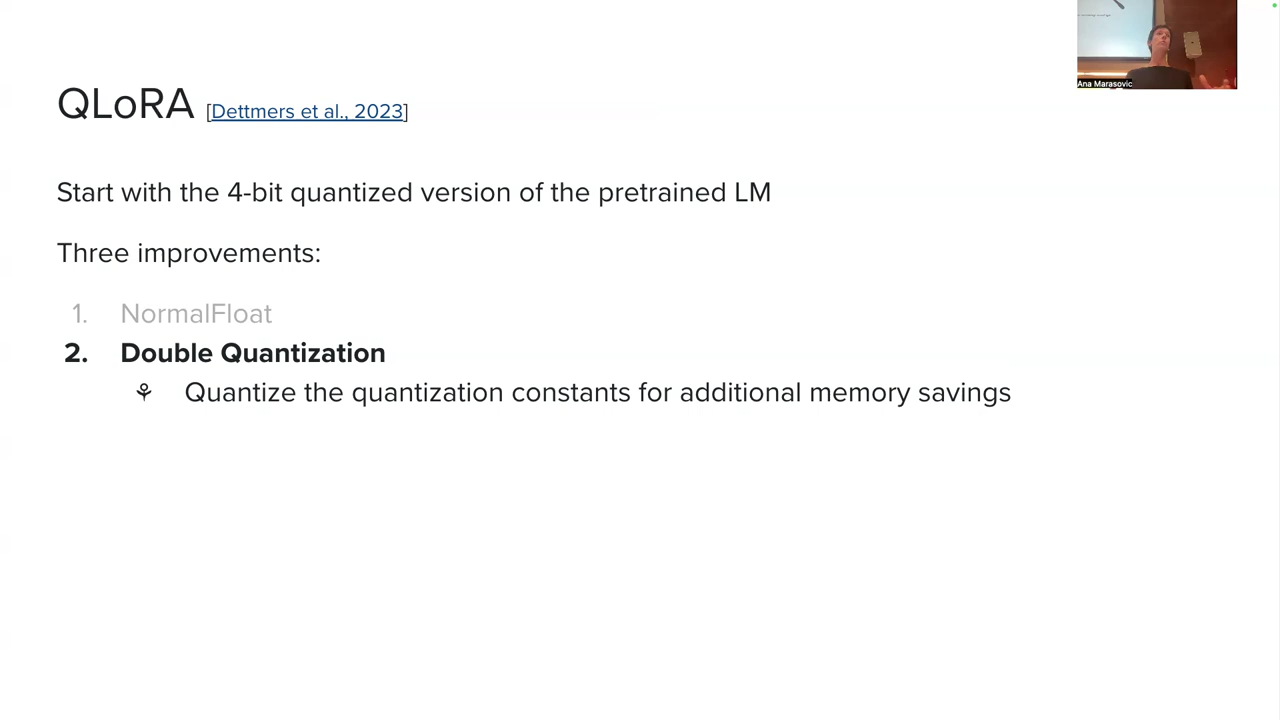 Ana Marasovic
QLoRA [Dettmers et al., 2023]
Start with the 4-bit quantized version of the pretrained LM
Three improvements:
1. NormalFloat
2. Double Quantization
⚘ Quantize the quantization constants for additional memory savings